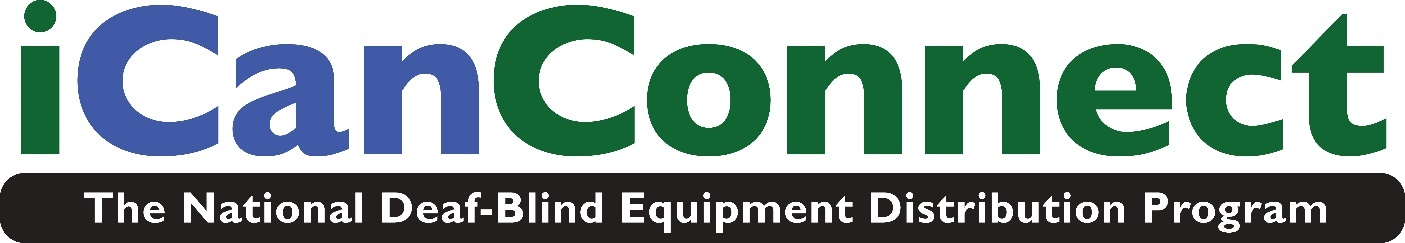 iCanConnect
The National Deaf-Blind Equipment Distribution Program